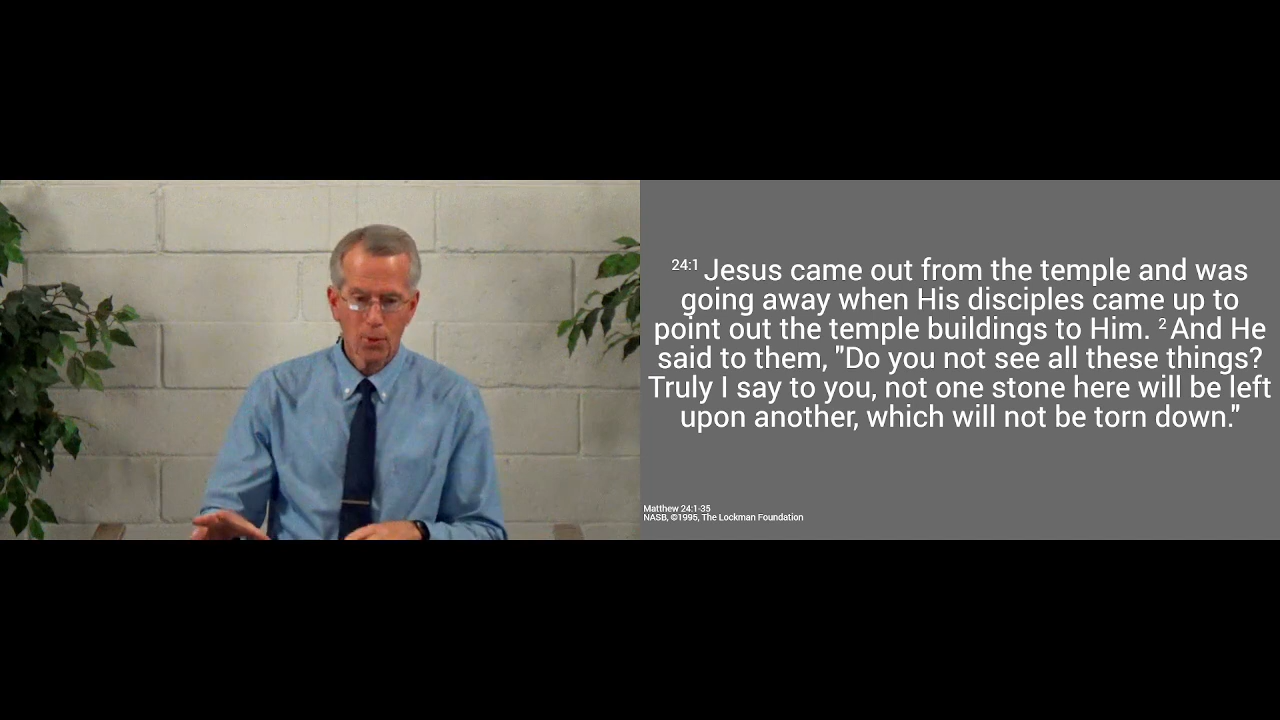 24:1 Jesus came out from the temple and was
going away when His disciples came up to
point out the temple buildings to Him. 2 And He
said to them, "Do you not see all these things?
Truly I say to you, not one stone here will be left
upon another, which will not be torn down."
Matthew 24:1-35
NASB, ©1995, The Lockman Foundation